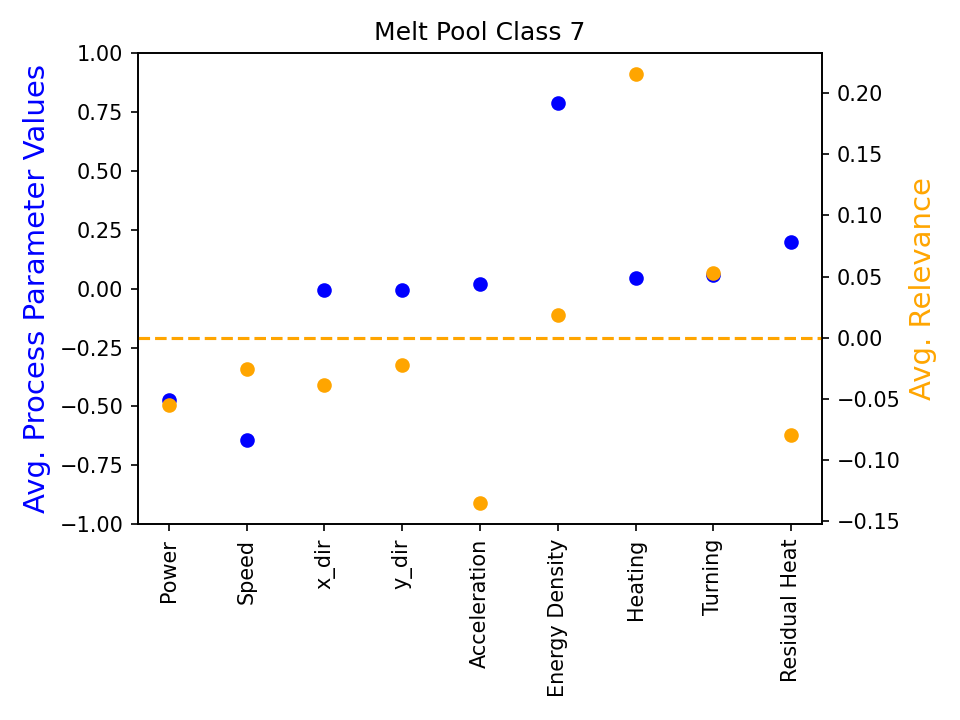 Melt Pool Class 7
Avg. Process Parameter Values
1.00
0.75
0.50
0.25
0.00
−0.25
−0.50
−0.75
−1.00
0.20
0.15
0.10
0.05
0.00
−0.05
−0.10
−0.15
Avg. Relevance
Power
Speed
x_dir
y_dir
Acceleration
Energy Density
Heating
Turning
Residual Heat